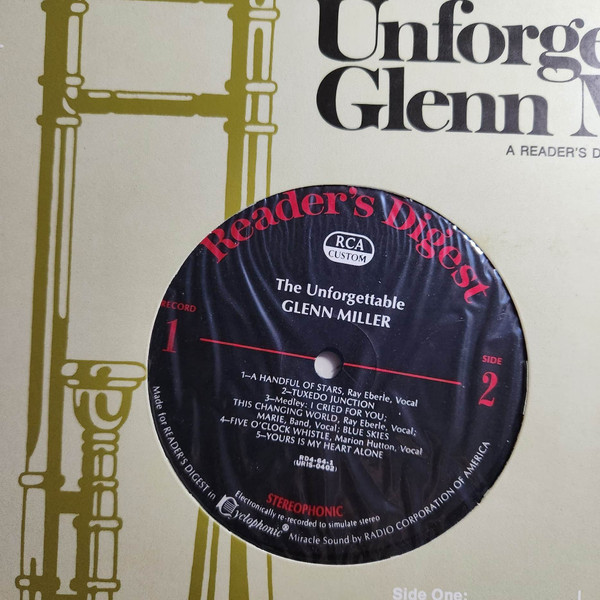 Unforge
Glenn M
A READER'S D
Reader's Digest
RCA
CUSTOM
The Unforgettable
GLENN MILLER
RECORD
1
SIDE
2
1—A HANDFUL OF STARS, Ray Eberle, Vocal
2—TUXEDO JUNCTION
3—Medley: I CRIED FOR YOU;
THIS CHANGING WORLD, Ray Eberle, Vocal;
MARIE, Band, Vocal; BLUE SKIES
4—FIVE O'CLOCK WHISTLE, Marion Hutton, Vocal
5—YOURS IS MY HEART ALONE
RD4-64-1
(URIS-0402)
STEREOPHONIC
Electronically re-recorded to simulate stereo
Made for READER'S DIGEST in Cyclophonic® Miracle Sound by RADIO CORPORATION OF AMERICA
Side One: